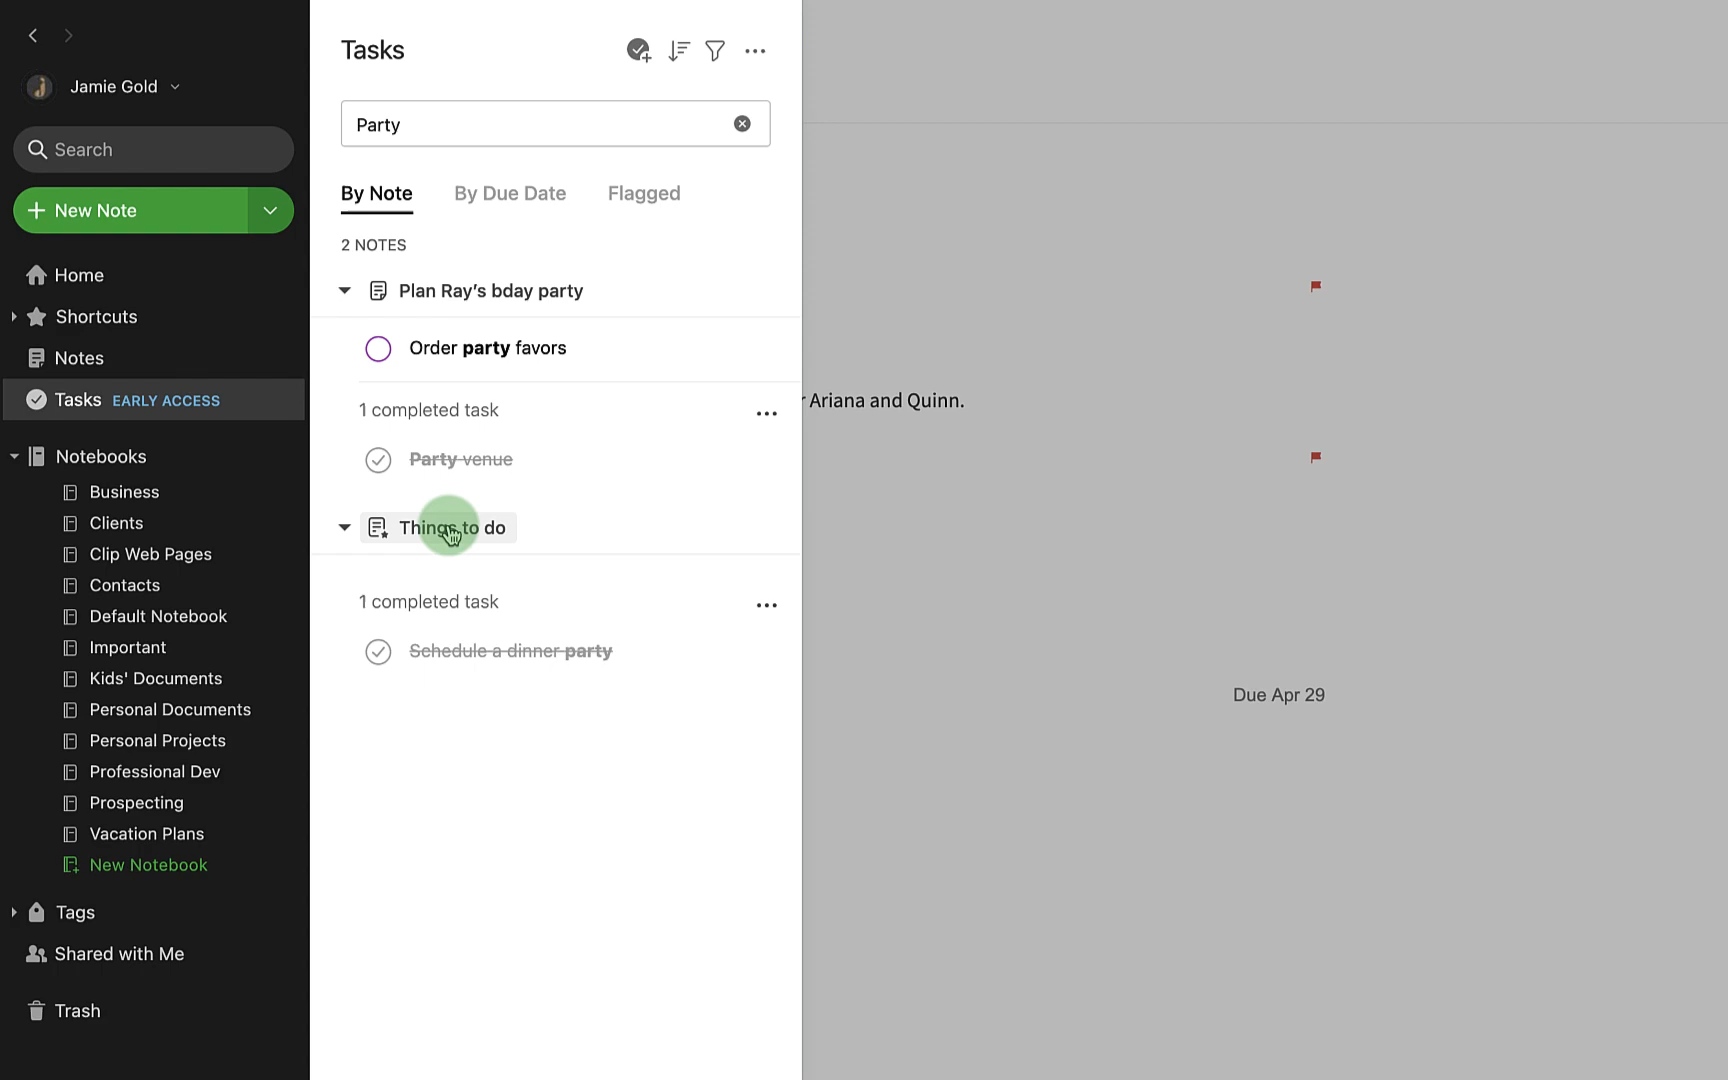 Jamie Gold
Search
New Note
Home
Shortcuts
Notes
Tasks EARLY ACCESS
Notebooks
Business
Clients
Clip Web Pages
Contacts
Default Notebook
Important
Kids' Documents
Personal Documents
Personal Projects
Professional Dev
Prospecting
Vacation Plans
New Notebook
Tags
Shared with Me
Trash
Tasks
Party
By Note By Due Date Flagged
2 NOTES
Plan Ray's bday party
Order party favors
1 completed task
Party venue
Things to do
1 completed task
Schedule a dinner party
Ariana and Quinn.
Due Apr 29